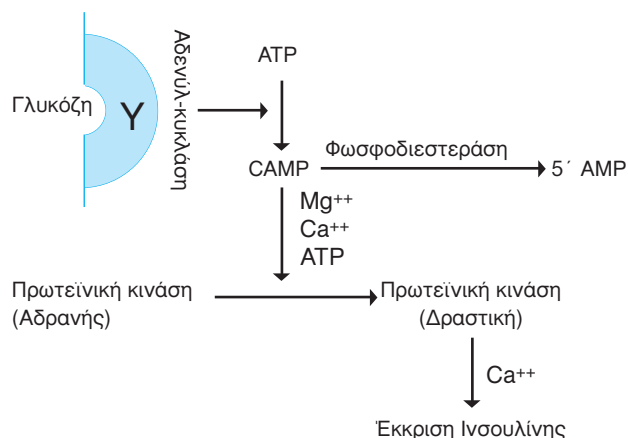 Γλυκόζη
Υ
Αδενύλ-κυκλάση
ATP
CAMP
Φωσφοδιεστεράση
5΄ AMP
Mg++
Ca++
ATP
Πρωτεϊνική κινάση
(Αδρανής)
Πρωτεϊνική κινάση
(Δραστική)
Ca++
Έκκριση Ινσουλίνης